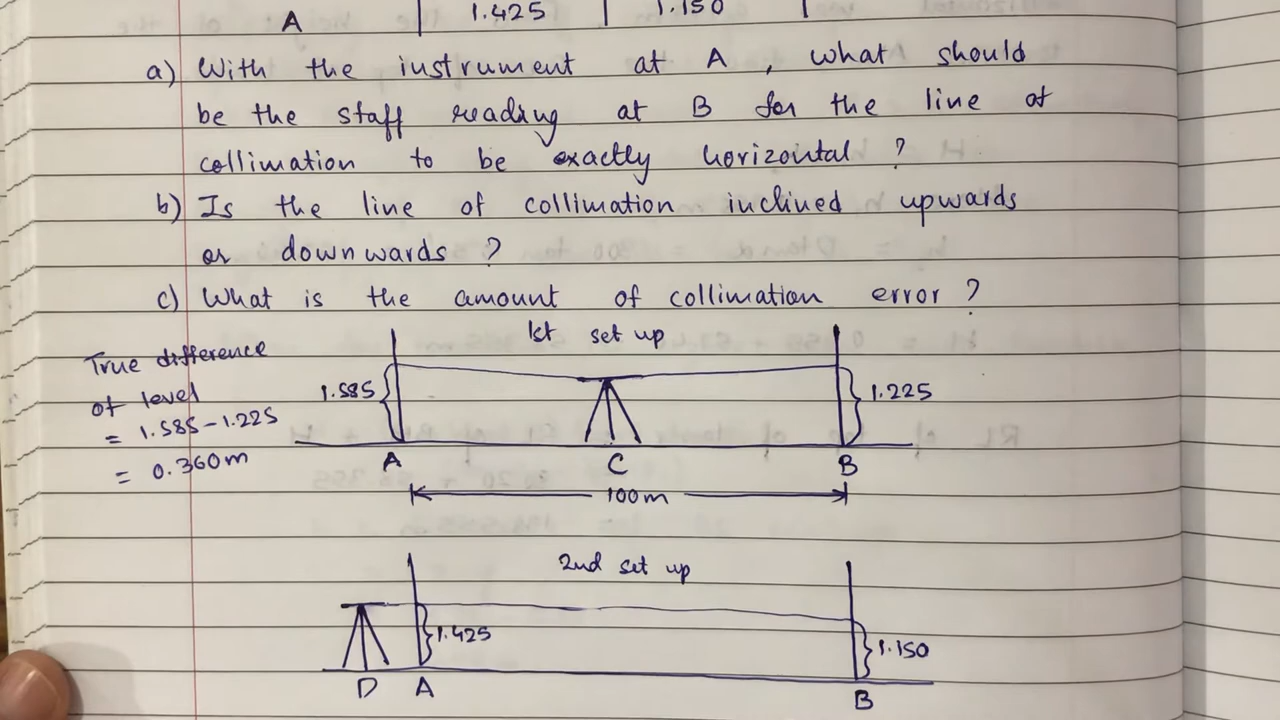 A | 1.425 | 1.150 |
a) With the instrument at A, what should
be the staff reading at B for the line of
collimation to be exactly horizontal ?
b) Is the line of collimation inclined upwards
or downwards ?
c) What is the amount of collimation error ?
1st set up
True difference
of level
= 1.585-1.225
= 0.360m
1.585
1.225
A
C
B
100m
2nd set up
1.425
1.150
D
A
B